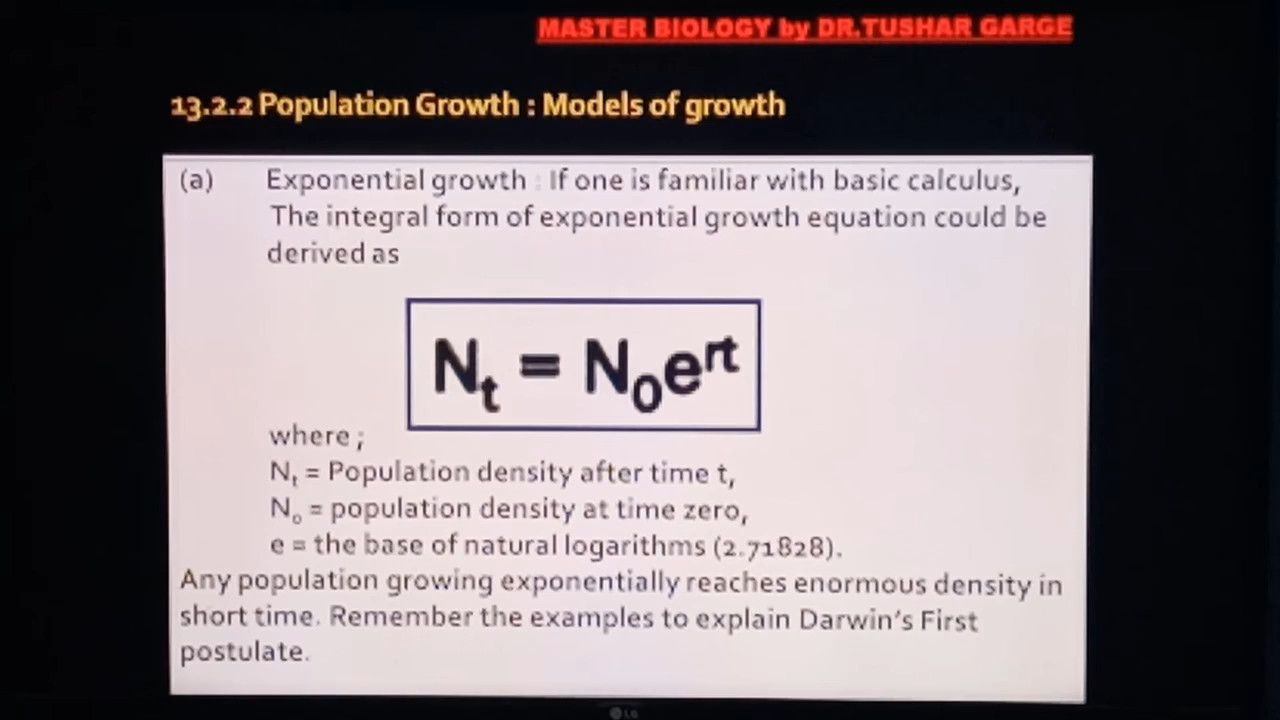 MASTER BIOLOGY by DR.TUSHAR GARGE
13.2.2 Population Growth : Models of growth
(a) Exponential growth : If one is familiar with basic calculus,
The integral form of exponential growth equation could be
derived as
Nₜ = N₀eʳᵗ
where ;
Nₜ = Population density after time t,
N₀ = population density at time zero,
e = the base of natural logarithms (2.71828).
Any population growing exponentially reaches enormous density in
short time. Remember the examples to explain Darwin's First
postulate.
LG